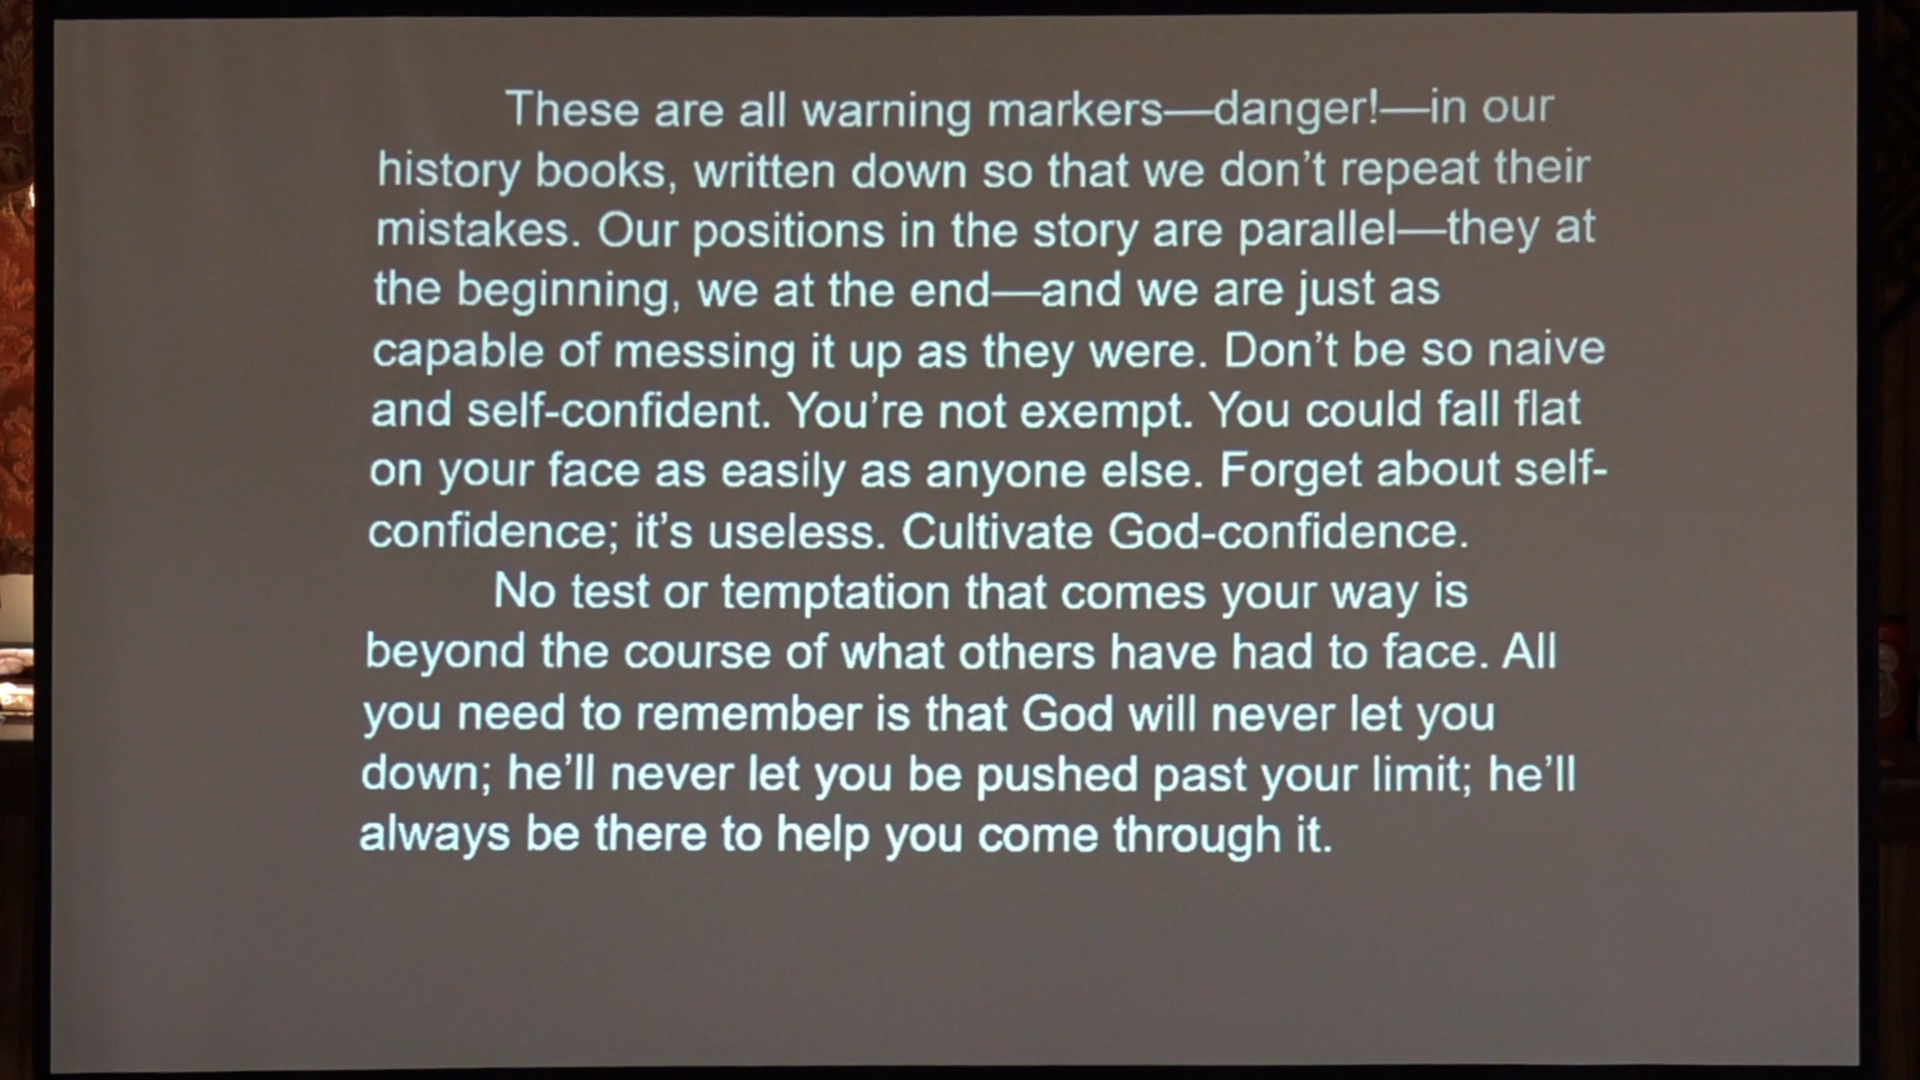 These are all warning markers—danger!—in our
history books, written down so that we don’t repeat their
mistakes. Our positions in the story are parallel—they at
the beginning, we at the end—and we are just as
capable of messing it up as they were. Don’t be so naive
and self-confident. You’re not exempt. You could fall flat
on your face as easily as anyone else. Forget about self-
confidence; it’s useless. Cultivate God-confidence.
No test or temptation that comes your way is
beyond the course of what others have had to face. All
you need to remember is that God will never let you
down; he’ll never let you be pushed past your limit; he’ll
always be there to help you come through it.